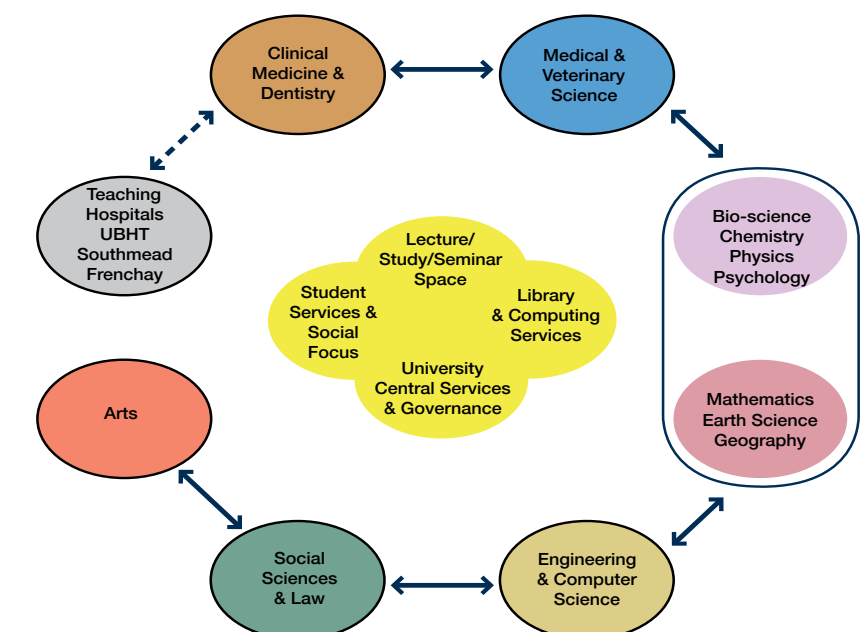 Clinical
Medicine &
Dentistry
Medical &
Veterinary
Science
Teaching
Hospitals
UBHT
Southmead
Frenchay
Bio-science
Chemistry
Physics
Psychology
Lecture/
Study/Seminar
Space
Student
Services &
Social
Focus
Library
& Computing
Services
University
Central Services
& Governance
Arts
Mathematics
Earth Science
Geography
Social
Sciences
& Law
Engineering
& Computer
Science